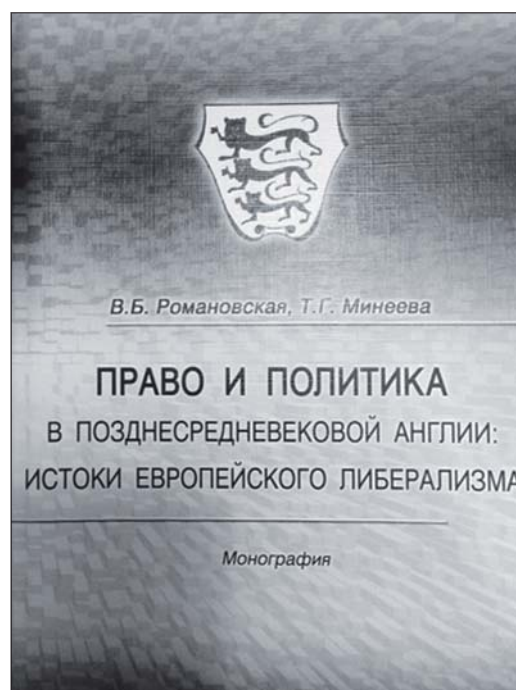 В.Б. Романовская, Т.Г. Минеева
ПРАВО И ПОЛИТИКА
В ПОЗДНЕСРЕДНЕВЕКОВОЙ АНГЛИИ:
ИСТОКИ ЕВРОПЕЙСКОГО ЛИБЕРАЛИЗМА
Монография